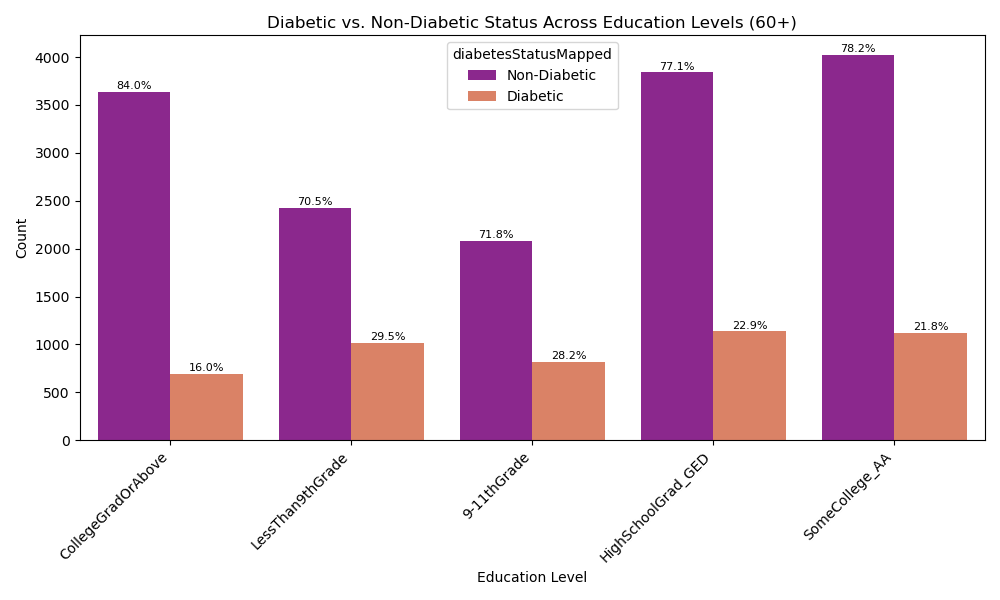 Diabetic vs. Non-Diabetic Status Across Education Levels (60+)
diabetesStatusMapped
Non-Diabetic
Diabetic
Count
4000
3500
3000
2500
2000
1500
1000
500
0
84.0%
16.0%
70.5%
29.5%
71.8%
28.2%
77.1%
22.9%
78.2%
21.8%
CollegeGradOrAbove
LessThan9thGrade
9-11thGrade
HighSchoolGrad_GED
SomeCollege_AA
Education Level